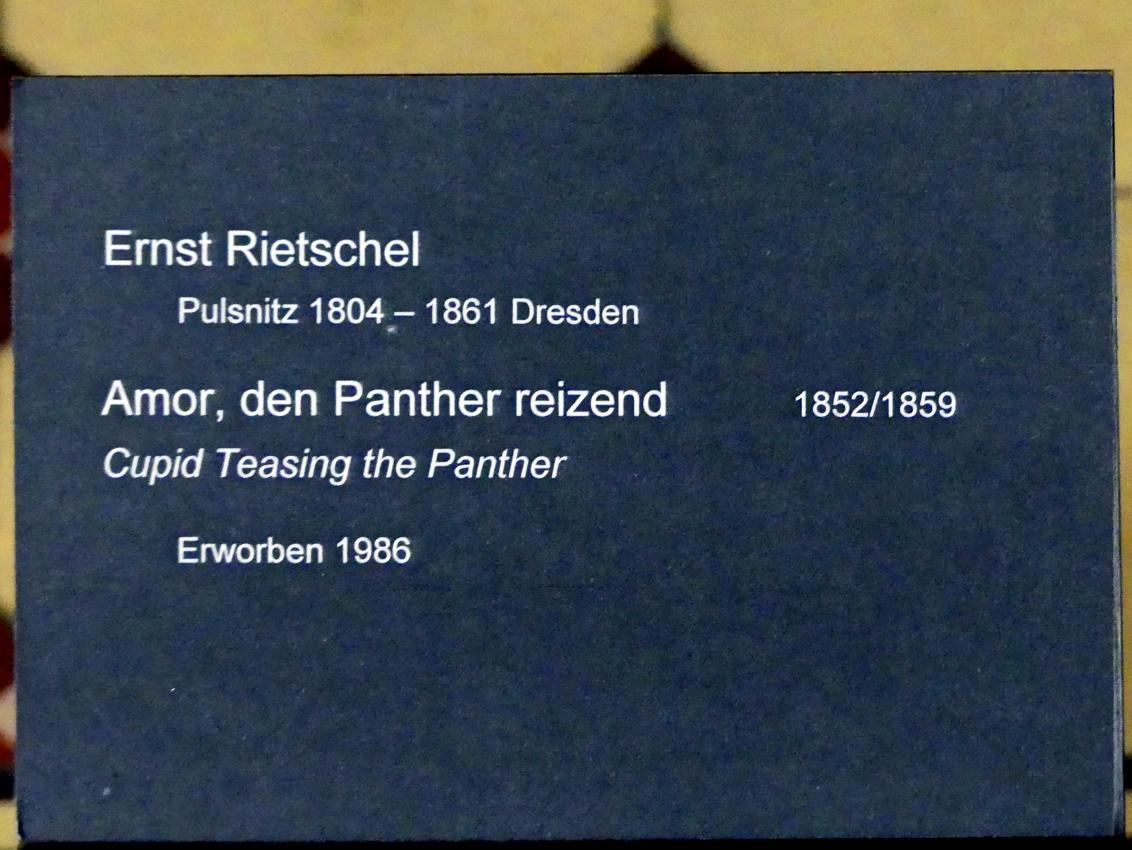 Ernst Rietschel
Pulsnitz 1804 – 1861 Dresden
Amor, den Panther reizend 1852/1859
Cupid Teasing the Panther
Erworben 1986